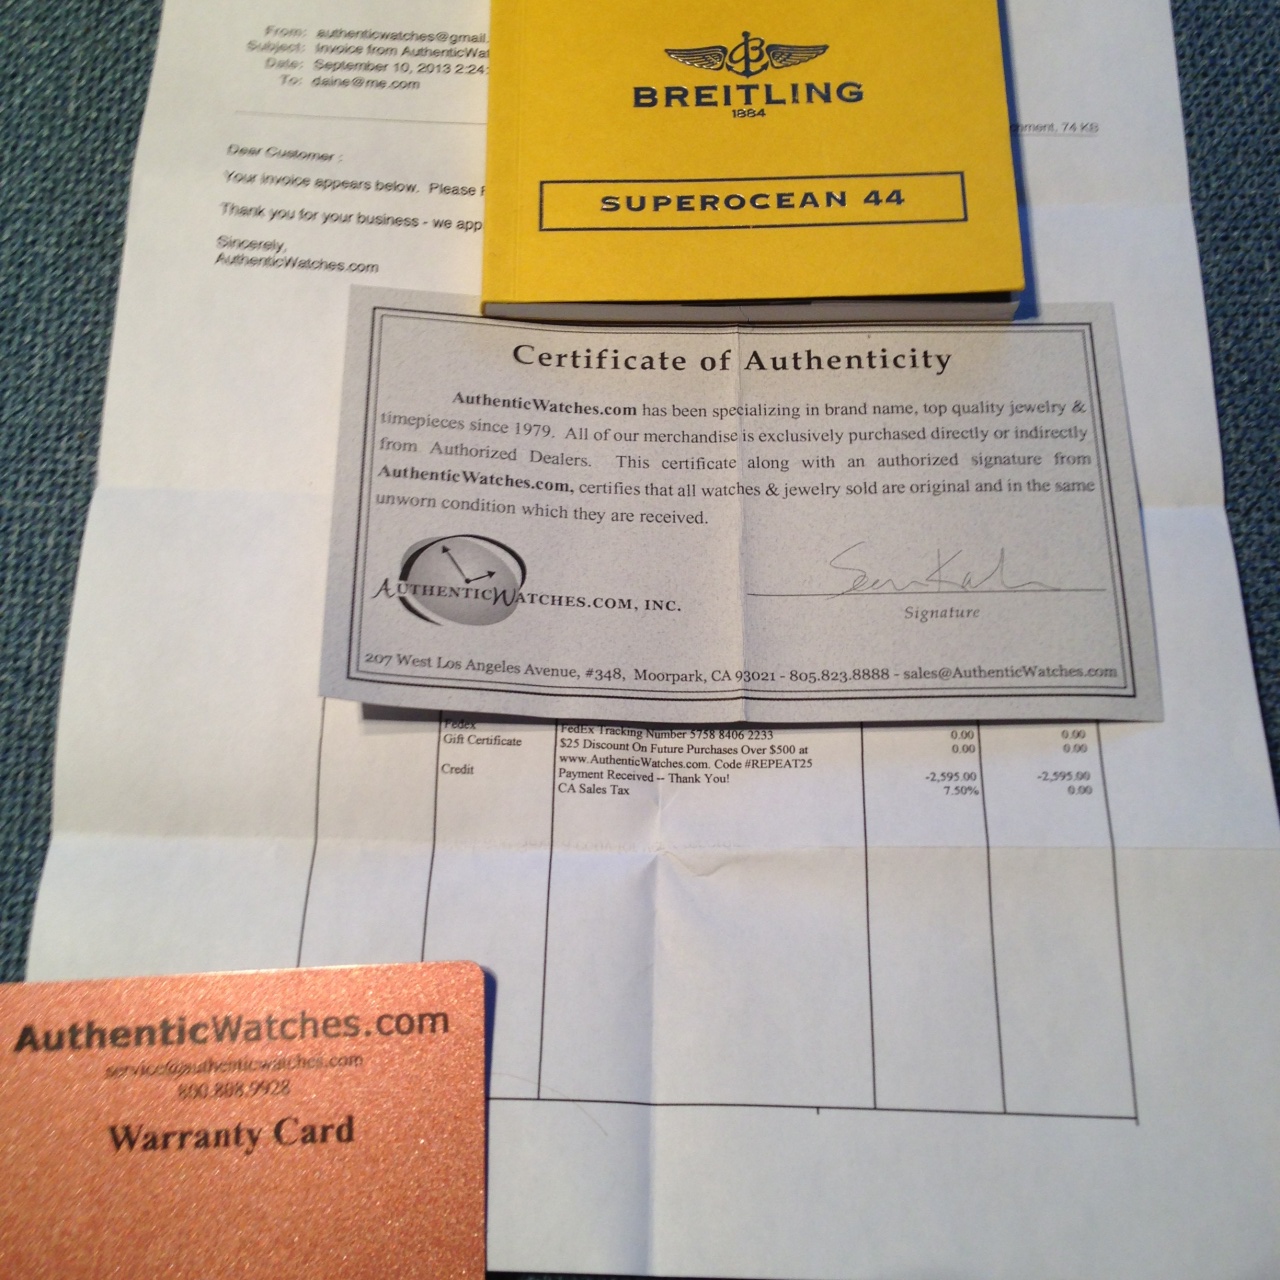 From: authenticwatches@gmail.
Subject: Invoice from AuthenticWat
Date: September 10, 2013 2:24:
To: daine@me.com
nment, 74 KB
Dear Customer :
Your invoice appears below. Please
Thank you for your business - we app
Sincerely,
AuthenticWatches.com
BREITLING
1884
SUPEROCEAN 44
Certificate of Authenticity
AuthenticWatches.com has been specializing in brand name, top quality jewelry &
timepieces since 1979. All of our merchandise is exclusively purchased directly or indirectly
from Authorized Dealers. This certificate along with an authorized signature from
AuthenticWatches.com, certifies that all watches & jewelry sold are original and in the same
unworn condition which they are received.
AUTHENTICWATCHES.COM, INC.
Signature
207 West Los Angeles Avenue, #348, Moorpark, CA 93021 - 805.823.8888 - sales@AuthenticWatches.com
Fedex FedEx Tracking Number 5758 8406 2233 0.00 0.00
Gift Certificate $25 Discount On Future Purchases Over $500 at 0.00 0.00
www.AuthenticWatches.com. Code #REPEAT25
Credit Payment Received -- Thank You! -2,595.00 -2,595.00
CA Sales Tax 7.50% 0.00
AuthenticWatches.com
service@authenticwatches.com
800.808.9928
Warranty Card